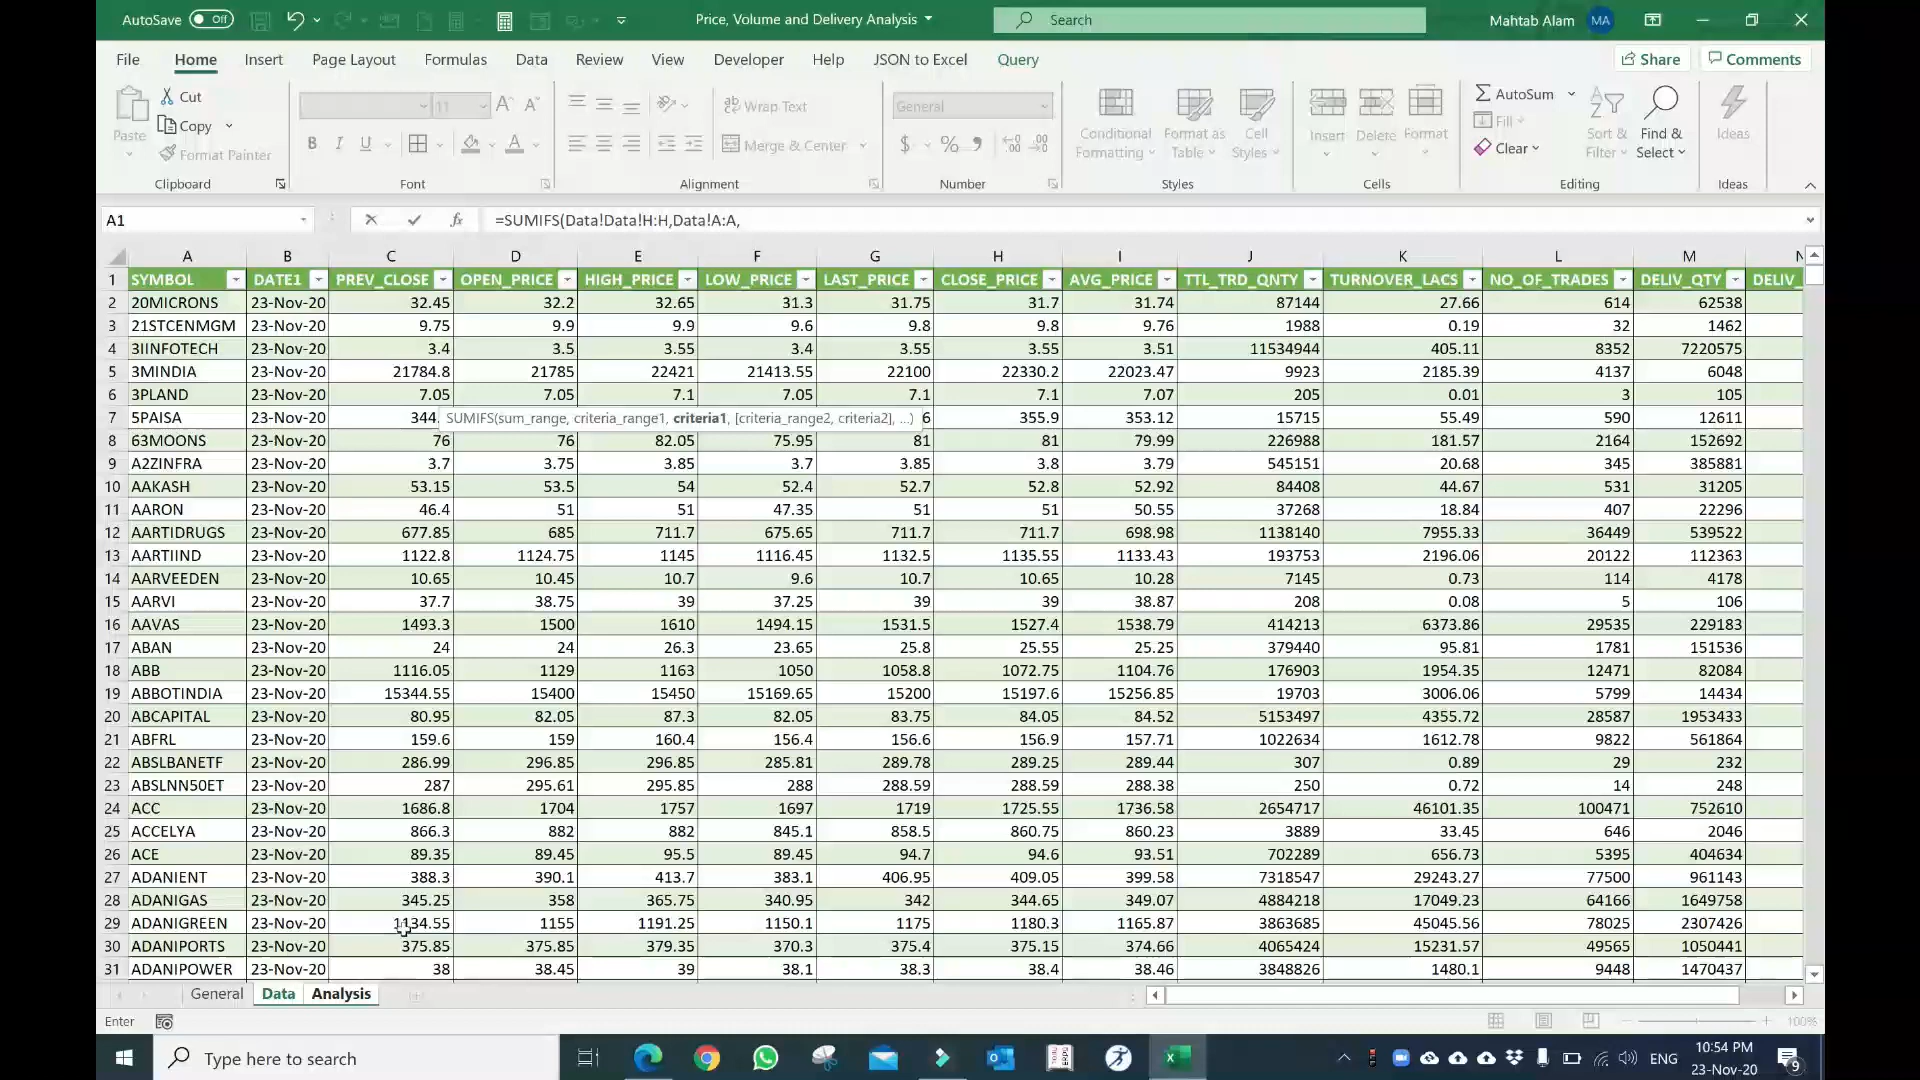 AutoSave Off Price, Volume and Delivery Analysis Search Mahtab Alam MA
File Home Insert Page Layout Formulas Data Review View Developer Help JSON to Excel Query Share Comments
Paste Cut Copy Format Painter Clipboard
11 B I U Font
Wrap Text Merge & Center Alignment
General $ % Number
Conditional Formatting Format as Table Cell Styles Styles
Insert Delete Format Cells
AutoSum Fill Clear Sort & Filter Find & Select Editing
Ideas Ideas
A1 fx =SUMIFS(Data!Data!H:H,Data!A:A,
A B C D E F G H I J K L M N
1 SYMBOL DATE1 PREV_CLOSE OPEN_PRICE HIGH_PRICE LOW_PRICE LAST_PRICE CLOSE_PRICE AVG_PRICE TTL_TRD_QNTY TURNOVER_LACS NO_OF_TRADES DELIV_QTY DELIV_
2 20MICRONS 23-Nov-20 32.45 32.2 32.65 31.3 31.75 31.7 31.74 87144 27.66 614 62538
3 21STCENMGM 23-Nov-20 9.75 9.9 9.9 9.6 9.8 9.8 9.76 1988 0.19 32 1462
4 3IINFOTECH 23-Nov-20 3.4 3.5 3.55 3.4 3.55 3.55 3.51 11534944 405.11 8352 7220575
5 3MINDIA 23-Nov-20 21784.8 21785 22421 21413.55 22100 22330.2 22023.47 9923 2185.39 4137 6048
6 3PLAND 23-Nov-20 7.05 7.05 7.1 7.05 7.1 7.1 7.07 205 0.01 3 105
7 5PAISA 23-Nov-20 344. SUMIFS(sum_range, criteria_range1, criteria1, [criteria_range2, criteria2], ...) 6 355.9 353.12 15715 55.49 590 12611
8 63MOONS 23-Nov-20 76 76 82.05 75.95 81 81 79.99 226988 181.57 2164 152692
9 A2ZINFRA 23-Nov-20 3.7 3.75 3.85 3.7 3.85 3.8 3.79 545151 20.68 345 385881
10 AAKASH 23-Nov-20 53.15 53.5 54 52.4 52.7 52.8 52.92 84408 44.67 531 31205
11 AARON 23-Nov-20 46.4 51 51 47.35 51 51 50.55 37268 18.84 407 22296
12 AARTIDRUGS 23-Nov-20 677.85 685 711.7 675.65 711.7 711.7 698.98 1138140 7955.33 36449 539522
13 AARTIIND 23-Nov-20 1122.8 1124.75 1145 1116.45 1132.5 1135.55 1133.43 193753 2196.06 20122 112363
14 AARVEEDEN 23-Nov-20 10.65 10.45 10.7 9.6 10.7 10.65 10.28 7145 0.73 114 4178
15 AARVI 23-Nov-20 37.7 38.75 39 37.25 39 39 38.87 208 0.08 5 106
16 AAVAS 23-Nov-20 1493.3 1500 1610 1494.15 1531.5 1527.4 1538.79 414213 6373.86 29535 229183
17 ABAN 23-Nov-20 24 24 26.3 23.65 25.8 25.55 25.25 379440 95.81 1781 151536
18 ABB 23-Nov-20 1116.05 1129 1163 1050 1058.8 1072.75 1104.76 176903 1954.35 12471 82084
19 ABBOTINDIA 23-Nov-20 15344.55 15400 15450 15169.65 15200 15197.6 15256.85 19703 3006.06 5799 14434
20 ABCAPITAL 23-Nov-20 80.95 82.05 87.3 82.05 83.75 84.05 84.52 5153497 4355.72 28587 1953433
21 ABFRL 23-Nov-20 159.6 159 160.4 156.4 156.6 156.9 157.71 1022634 1612.78 9822 561864
22 ABSLBANETF 23-Nov-20 286.99 296.85 296.85 285.81 289.78 289.25 289.44 307 0.89 29 232
23 ABSLNN50ET 23-Nov-20 287 295.61 295.85 288 288.59 288.59 288.38 250 0.72 14 248
24 ACC 23-Nov-20 1686.8 1704 1757 1697 1719 1725.55 1736.58 2654717 46101.35 100471 752610
25 ACCELYA 23-Nov-20 866.3 882 882 845.1 858.5 860.75 860.23 3889 33.45 646 2046
26 ACE 23-Nov-20 89.35 89.45 95.5 89.45 94.7 94.6 93.51 702289 656.73 5395 404634
27 ADANIENT 23-Nov-20 388.3 390.1 413.7 383.1 406.95 409.05 399.58 7318547 29243.27 77500 961143
28 ADANIGAS 23-Nov-20 345.25 358 365.75 340.95 342 344.65 349.07 4884218 17049.23 64166 1649758
29 ADANIGREEN 23-Nov-20 1134.55 1155 1191.25 1150.1 1175 1180.3 1165.87 3863685 45045.56 78025 2307426
30 ADANIPORTS 23-Nov-20 375.85 375.85 379.35 370.3 375.4 375.15 374.66 4065424 15231.57 49565 1050441
31 ADANIPOWER 23-Nov-20 38 38.45 39 38.1 38.3 38.4 38.46 3848826 1480.1 9448 1470437
General Data Analysis
Enter 100%
Type here to search ENG 10:54 PM
23-Nov-20 9